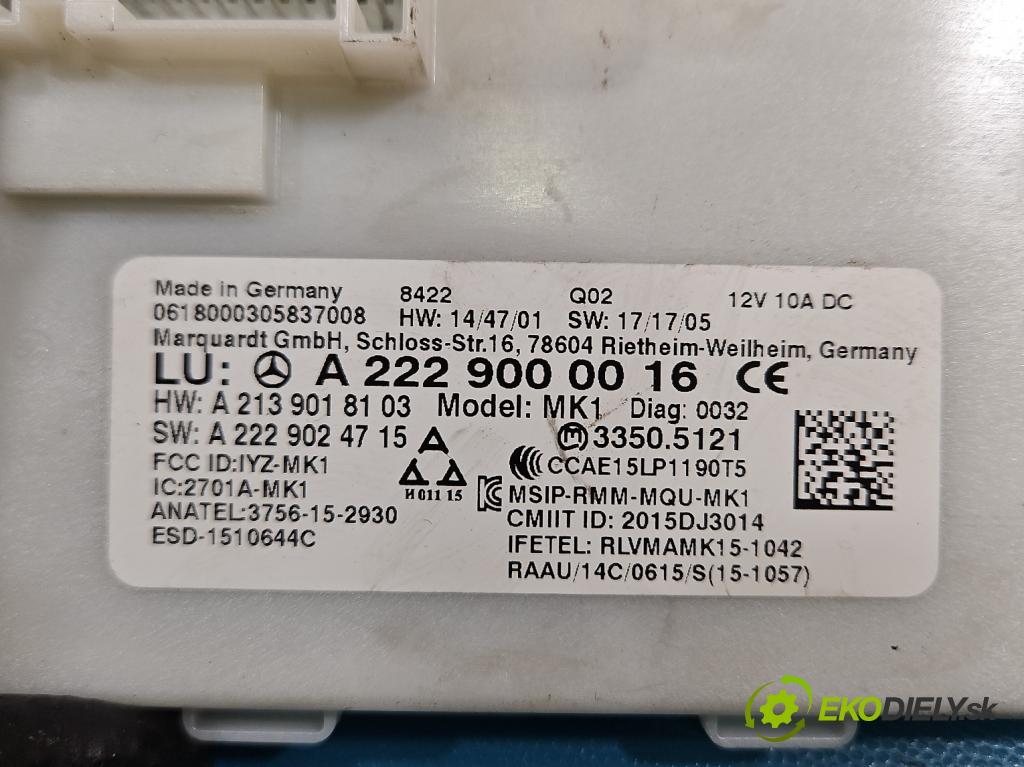 Made in Germany 8422 Q02 12V 10A DC
0618000305837008 HW: 14/47/01 SW: 17/17/05
Marquardt GmbH, Schloss-Str.16, 78604 Rietheim-Weilheim, Germany
LU: A 222 900 00 16 CE
HW: A 213 901 81 03 Model: MK1 Diag: 0032
SW: A 222 902 47 15 M 3350.5121
FCC ID:IYZ-MK1 CCAE15LP1190T5
IC:2701A-MK1 H 011 15 MSIP-RMM-MQU-MK1
ANATEL:3756-15-2930 CMIIT ID: 2015DJ3014
ESD-1510644C IFETEL: RLVMAMK15-1042
RAAU/14C/0615/S(15-1057)
EKODIELY.sk